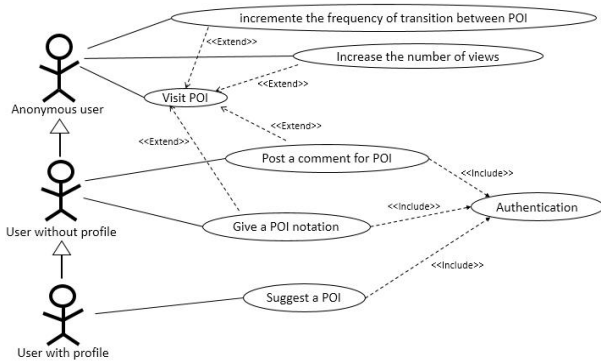 incremente the frequency of transition between POI
<<Extend>>
Increase the number of views
<<Extend>>
Visit POI
Anonymous user
<<Extend>>
<<Extend>>
Post a comment for POI
<<Include>>
User without profile
Give a POI notation
<<Include>>
Authentication
<<Include>>
Suggest a POI
User with profile